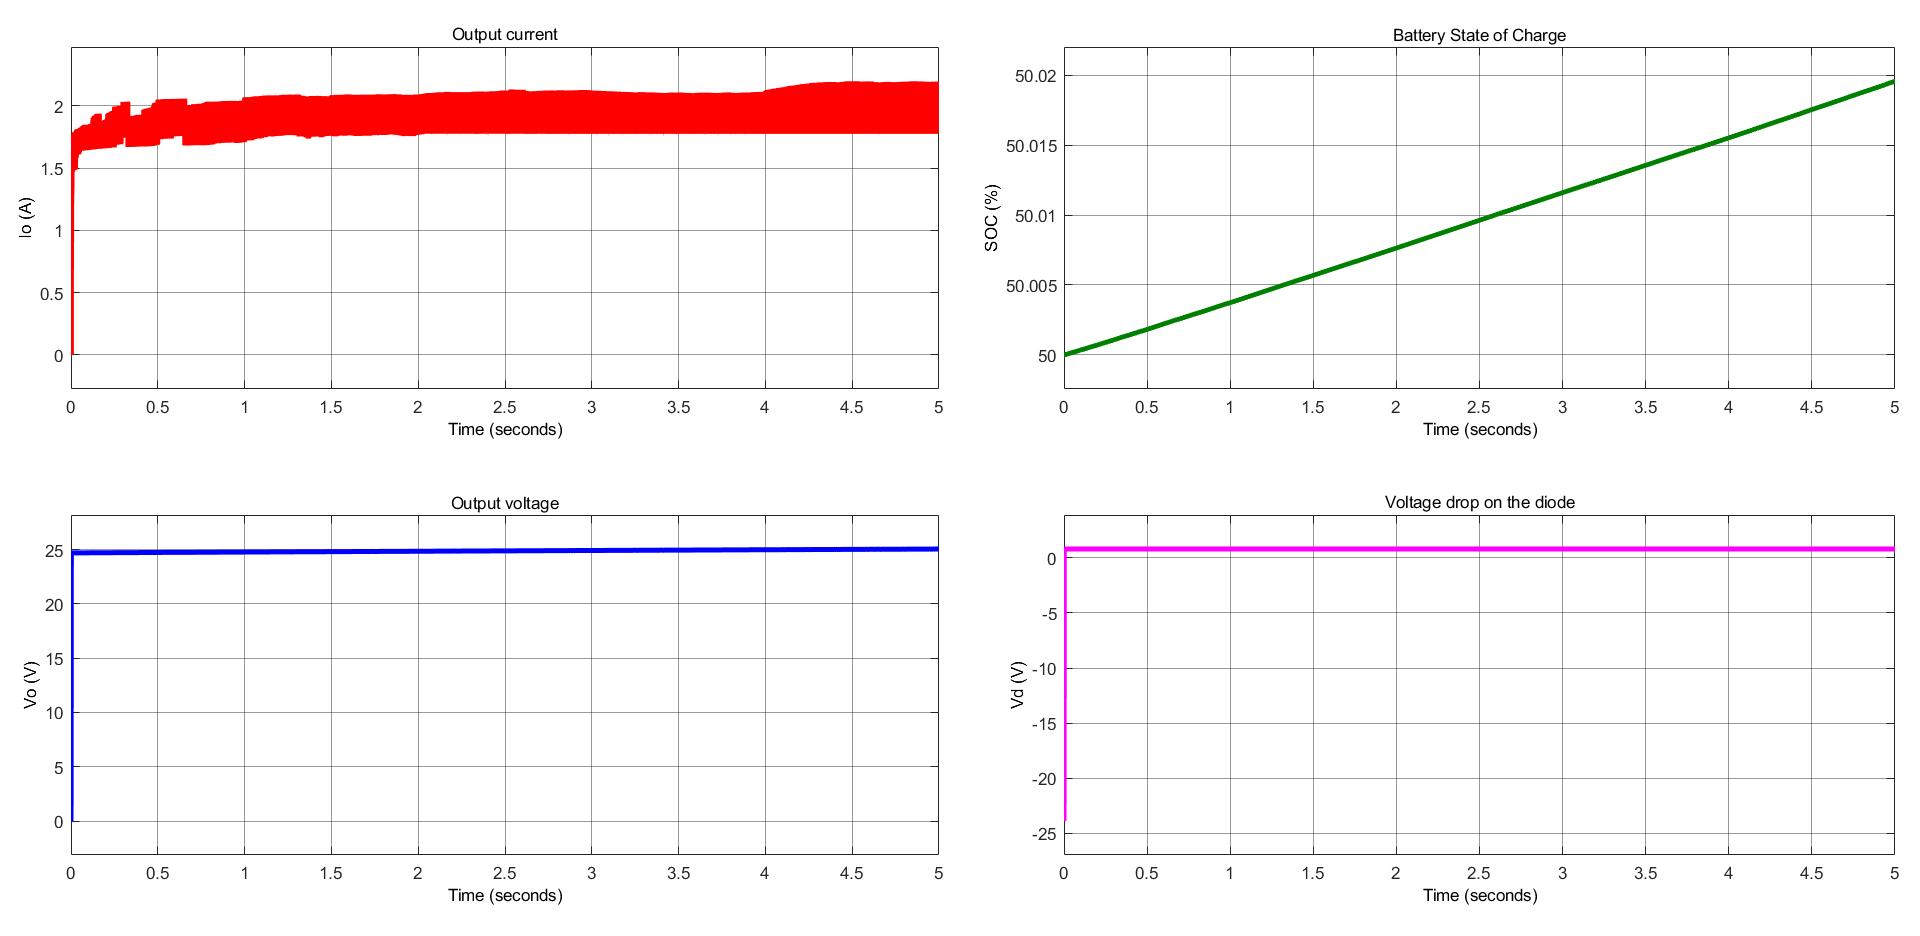 Output current
2
1.5
1
0.5
0
Io (A)
0 0.5 1 1.5 2 2.5 3 3.5 4 4.5 5
Time (seconds)
Battery State of Charge
50.02
50.015
50.01
50.005
50
SOC (%)
0 0.5 1 1.5 2 2.5 3 3.5 4 4.5 5
Time (seconds)
Output voltage
25
20
15
10
5
0
Vo (V)
0 0.5 1 1.5 2 2.5 3 3.5 4 4.5 5
Time (seconds)
Voltage drop on the diode
0
-5
-10
-15
-20
-25
Vd (V)
0 0.5 1 1.5 2 2.5 3 3.5 4 4.5 5
Time (seconds)